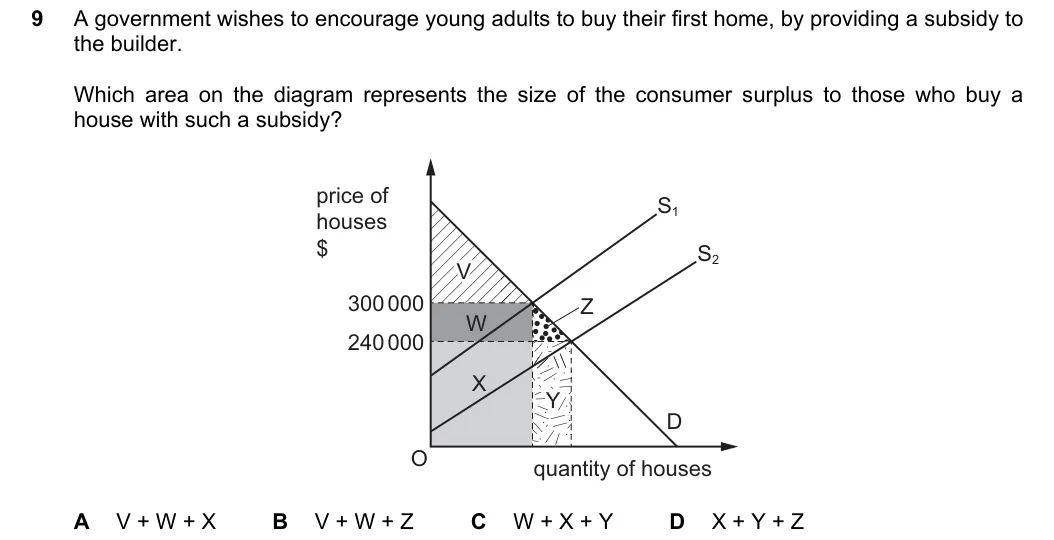 9 A government wishes to encourage young adults to buy their first home, by providing a subsidy to
the builder.
Which area on the diagram represents the size of the consumer surplus to those who buy a
house with such a subsidy?
price of
houses
$
S₁
S₂
V
300 000
Z
W
240 000
X
Y
D
O
quantity of houses
A V + W + X B V + W + Z C W + X + Y D X + Y + Z